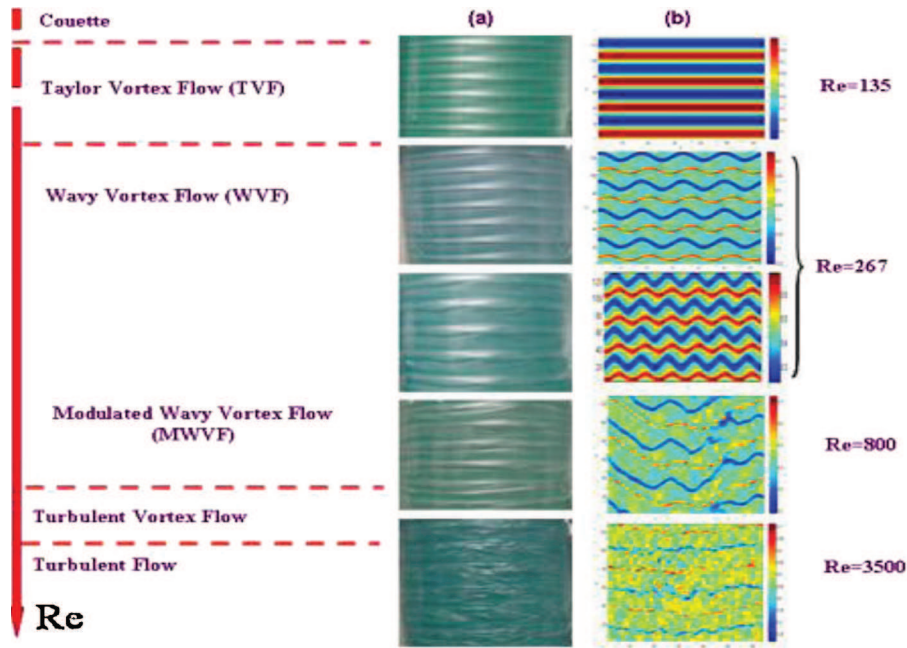 (a)
(b)
Couette
Taylor Vortex Flow (TVF)
Re=135
Wavy Vortex Flow (WVF)
Re=267
Modulated Wavy Vortex Flow
(MWVF)
Re=800
Turbulent Vortex Flow
Turbulent Flow
Re=3500
Re